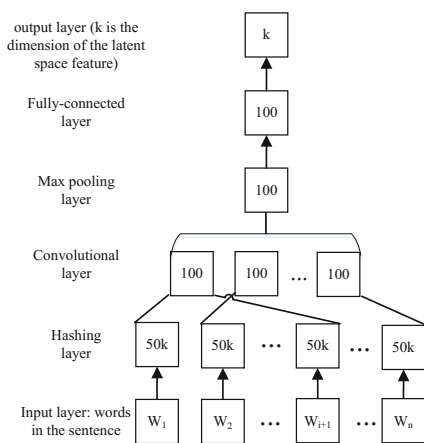 output layer (k is the
dimension of the latent
space feature)
k
Fully-connected
layer
100
Max pooling
layer
100
Convolutional
layer
100 100 ... 100
Hashing
layer
50k 50k ... 50k ... 50k
Input layer: words
in the sentence
W1 W2 ... Wi+1 ... Wn